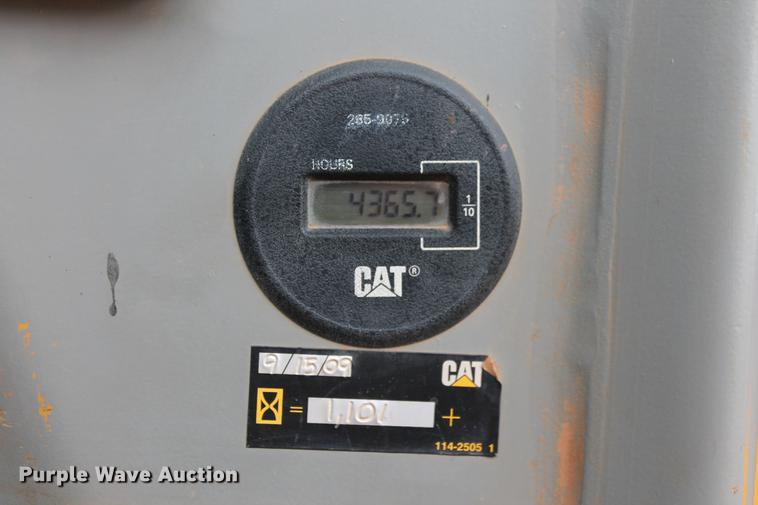 265-9079
HOURS
4365.7
1/10
CAT®
9/15/09
CAT
= 1,101 +
114-2505 1
Purple Wave Auction